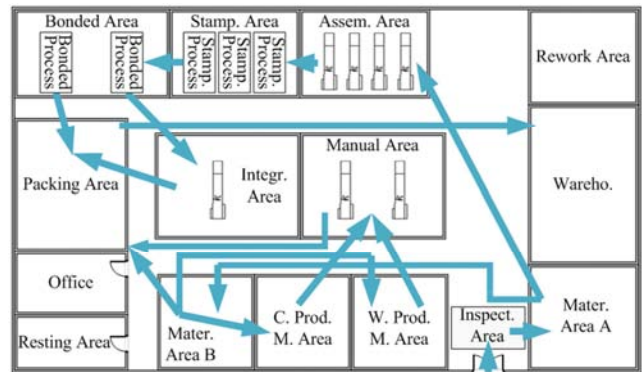 Bonded Area
Stamp. Area
Assem. Area
Bonded
Process
Bonded
Process
Stamp.
Process
Stamp.
Process
Stamp.
Process
Rework Area
Manual Area
Packing Area
Integr.
Area
Wareho.
Office
Resting Area
Mater.
Area B
C. Prod.
M. Area
W. Prod.
M. Area
Inspect.
Area
Mater.
Area A